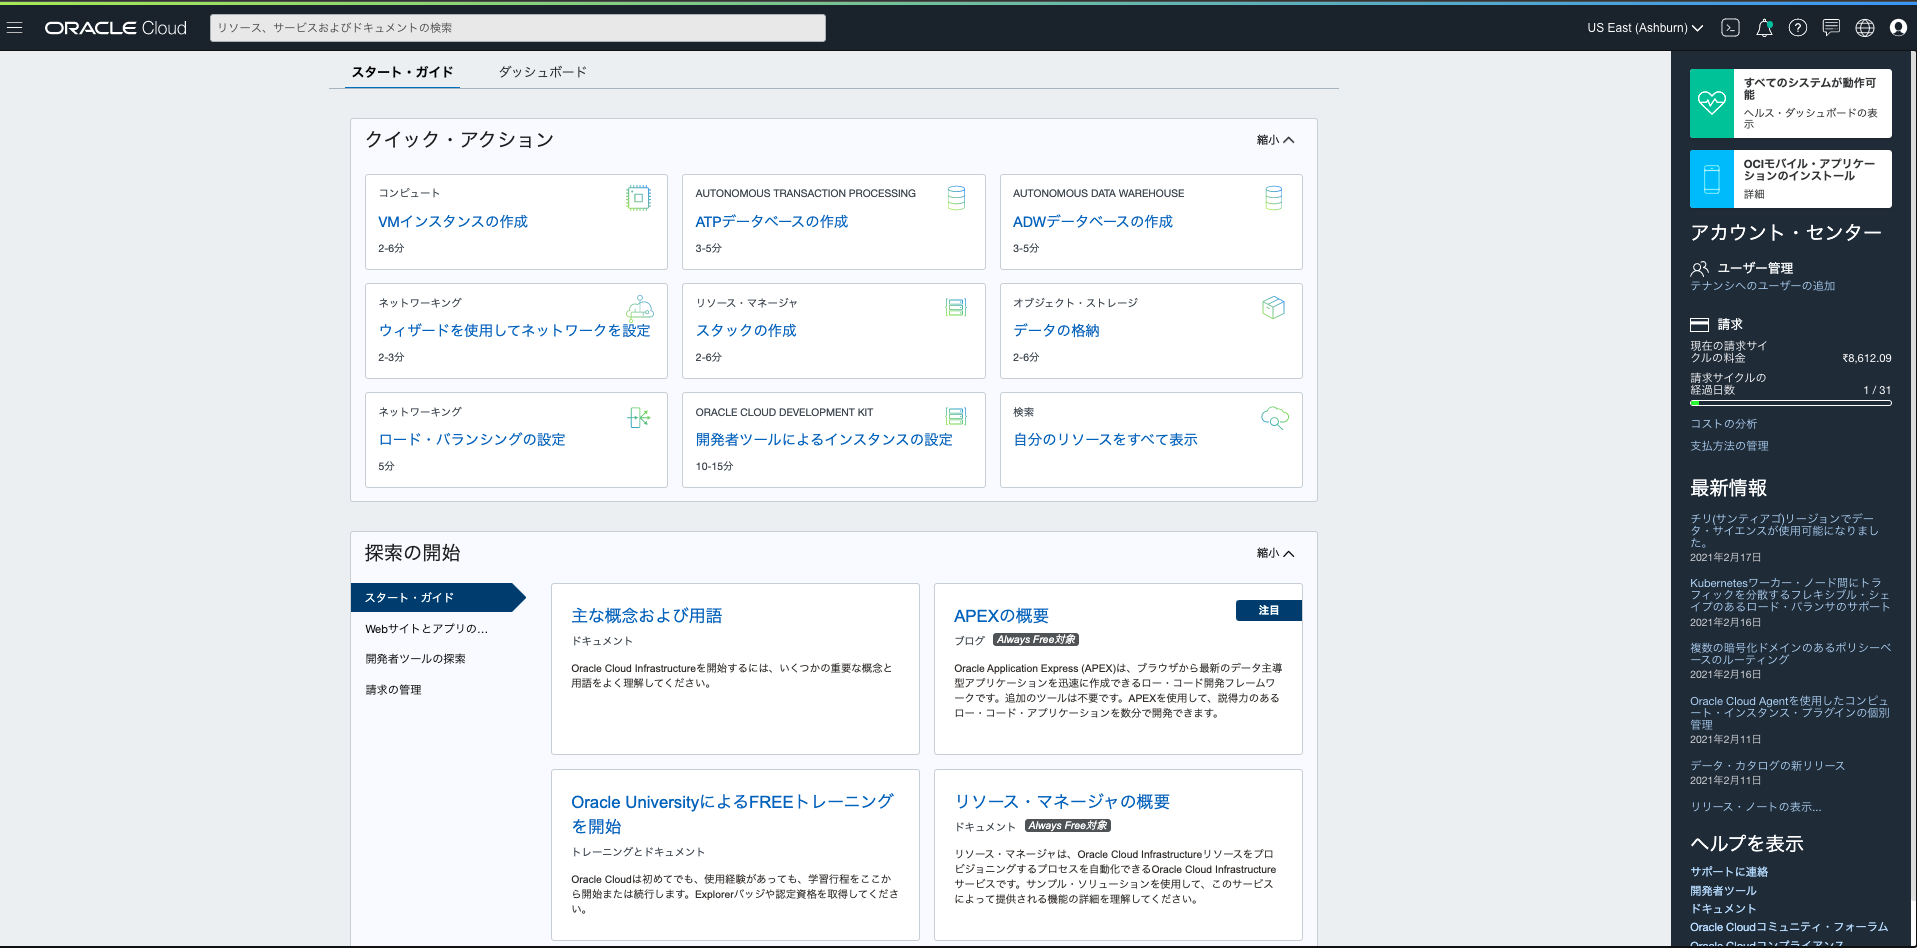 ORACLE Cloud
リソース、サービスおよびドキュメントの検索
US East (Ashburn)
スタート・ガイド
ダッシュボード
クイック・アクション
縮小
コンピュート
VMインスタンスの作成
2-6分
AUTONOMOUS TRANSACTION PROCESSING
ATPデータベースの作成
3-5分
AUTONOMOUS DATA WAREHOUSE
ADWデータベースの作成
3-5分
ネットワーキング
ウィザードを使用してネットワークを設定
2-3分
リソース・マネージャ
スタックの作成
2-6分
オブジェクト・ストレージ
データの格納
2-6分
ネットワーキング
ロード・バランシングの設定
5分
ORACLE CLOUD DEVELOPMENT KIT
開発者ツールによるインスタンスの設定
10-15分
検索
自分のリソースをすべて表示
探索の開始
縮小
スタート・ガイド
Webサイトとアプリの...
開発者ツールの探索
請求の管理
主な概念および用語
ドキュメント
Oracle Cloud Infrastructureを開始するには、いくつかの重要な概念と
用語をよく理解してください。
APEXの概要
注目
ブログ Always Free対象
Oracle Application Express (APEX)は、ブラウザから最新のデータ主導
型アプリケーションを迅速に作成できるロー・コード開発フレームワ
ークです。追加のツールは不要です。APEXを使用して、説得力のある
ロー・コード・アプリケーションを数分で開発できます。
Oracle UniversityによるFREEトレーニング
を開始
トレーニングとドキュメント
Oracle Cloudは初めてでも、使用経験があっても、学習行程をここか
ら開始または続行します。Explorerバッジや認定資格を取得してくださ
い。
リソース・マネージャの概要
ドキュメント Always Free対象
リソース・マネージャは、Oracle Cloud Infrastructureリソースをプロ
ビジョニングするプロセスを自動化できるOracle Cloud Infrastructure
サービスです。サンプル・ソリューションを使用して、このサービス
によって提供される機能の詳細を理解してください。
すべてのシステムが動作可
能
ヘルス・ダッシュボードの表
示
OCIモバイル・アプリケー
ションのインストール
詳細
アカウント・センター
ユーザー管理
テナンシへのユーザーの追加
請求
現在の請求サイ
クルの料金
₹8,612.09
請求サイクルの
経過日数
1 / 31
コストの分析
支払方法の管理
最新情報
チリ(サンティアゴ)リージョンでデー
タ・サイエンスが使用可能になりまし
た。
2021年2月17日
Kubernetesワーカー・ノード間にトラ
フィックを分散するフレキシブル・シェ
イプのあるロード・バランサのサポート
2021年2月16日
複数の暗号化ドメインのあるポリシーベ
ースのルーティング
2021年2月16日
Oracle Cloud Agentを使用したコンピュ
ート・インスタンス・プラグインの個別
管理
2021年2月11日
データ・カタログの新リリース
2021年2月11日
リリース・ノートの表示...
ヘルプを表示
サポートに連絡
開発者ツール
ドキュメント
Oracle Cloudコミュニティ・フォーラム
Oracle Cloudコンプライアンス